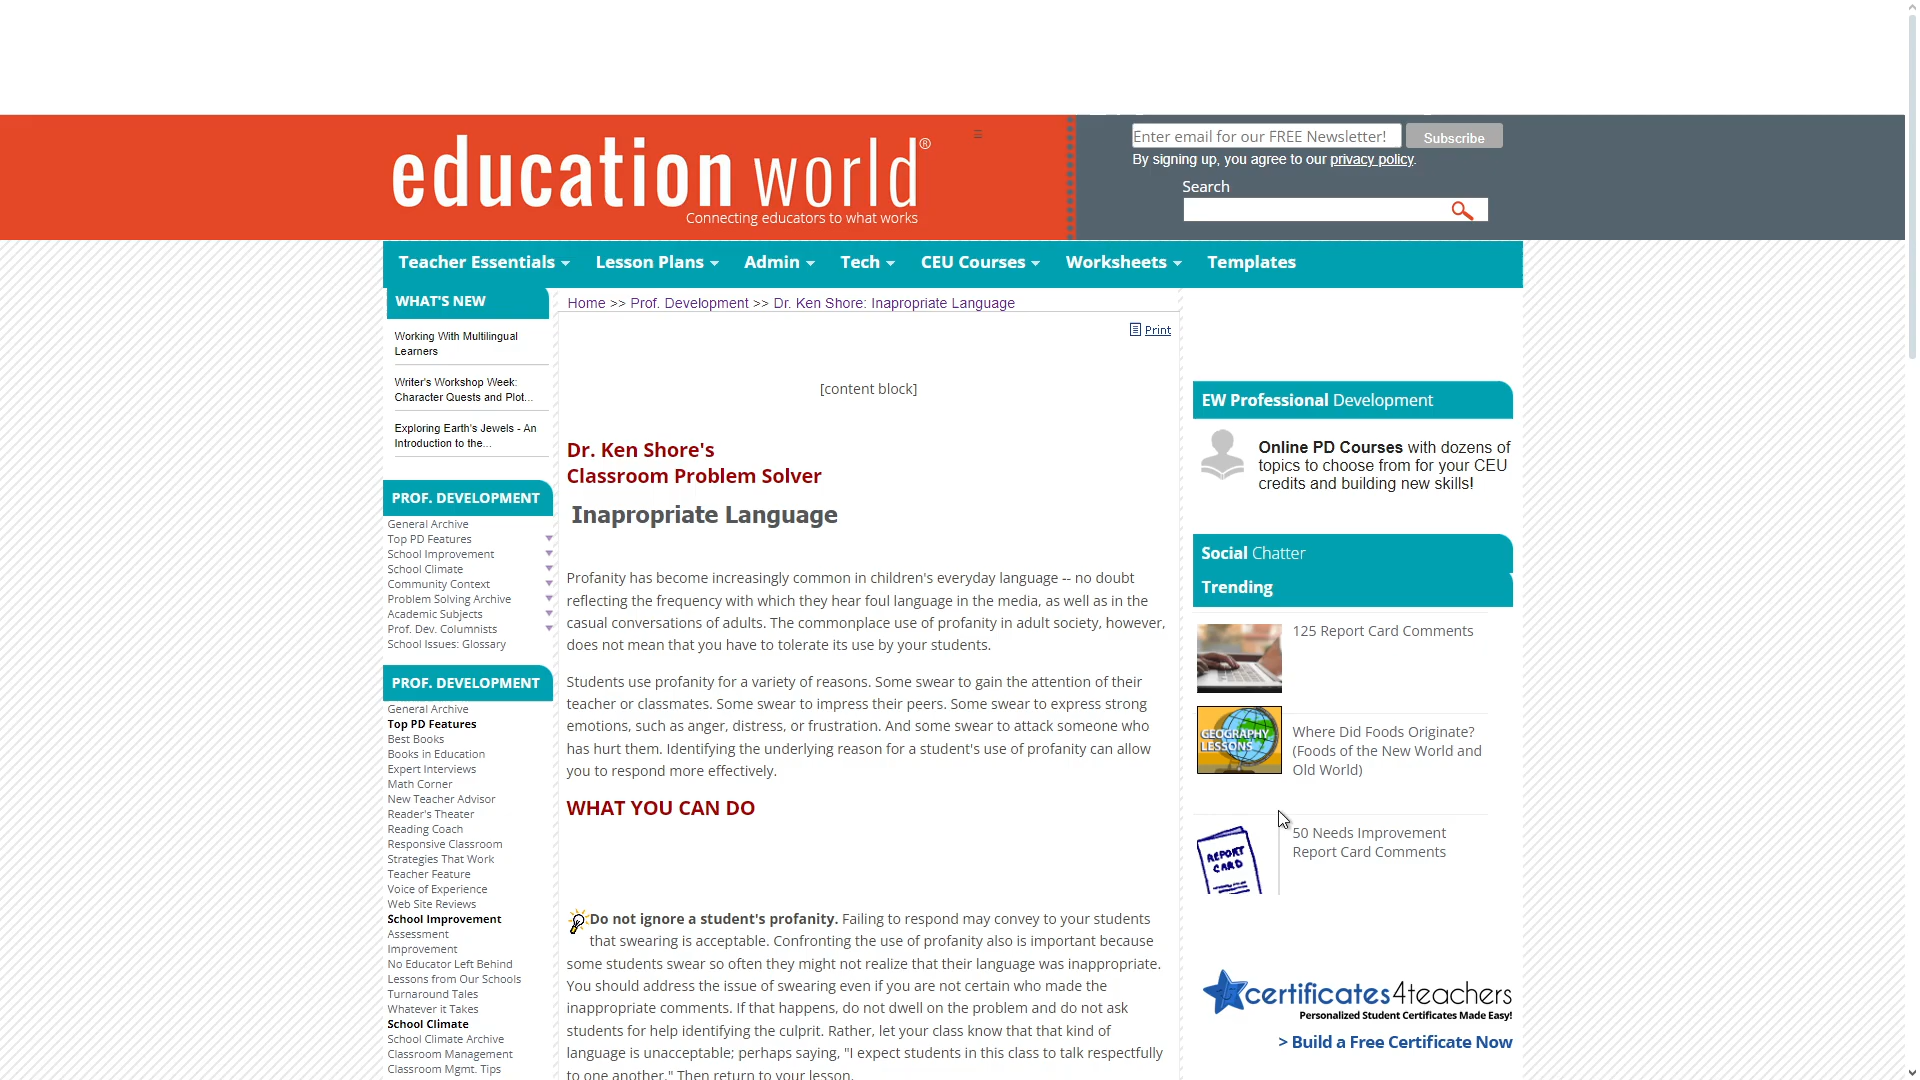 education world®
Connecting educators to what works
☰
Enter email for our FREE Newsletter!
Subscribe
By signing up, you agree to our privacy policy.
Search
Teacher Essentials
Lesson Plans
Admin
Tech
CEU Courses
Worksheets
Templates
WHAT'S NEW
Working With Multilingual
Learners
Writer's Workshop Week:
Character Quests and Plot...
Exploring Earth's Jewels - An
Introduction to the...
PROF. DEVELOPMENT
General Archive
Top PD Features
School Improvement
School Climate
Community Context
Problem Solving Archive
Academic Subjects
Prof. Dev. Columnists
School Issues: Glossary
PROF. DEVELOPMENT
General Archive
Top PD Features
Best Books
Books in Education
Expert Interviews
Math Corner
New Teacher Advisor
Reader's Theater
Reading Coach
Responsive Classroom
Strategies That Work
Teacher Feature
Voice of Experience
Web Site Reviews
School Improvement
Assessment
Improvement
No Educator Left Behind
Lessons from Our Schools
Turnaround Tales
Whatever it Takes
School Climate
School Climate Archive
Classroom Management
Classroom Mgmt. Tips
Home >> Prof. Development >> Dr. Ken Shore: Inapropriate Language
Print
[content block]
Dr. Ken Shore's
Classroom Problem Solver
Inapropriate Language
Profanity has become increasingly common in children's everyday language -- no doubt
reflecting the frequency with which they hear foul language in the media, as well as in the
casual conversations of adults. The commonplace use of profanity in adult society, however,
does not mean that you have to tolerate its use by your students.
Students use profanity for a variety of reasons. Some swear to gain the attention of their
teacher or classmates. Some swear to impress their peers. Some swear to express strong
emotions, such as anger, distress, or frustration. And some swear to attack someone who
has hurt them. Identifying the underlying reason for a student's use of profanity can allow
you to respond more effectively.
WHAT YOU CAN DO
Do not ignore a student's profanity. Failing to respond may convey to your students
that swearing is acceptable. Confronting the use of profanity also is important because
some students swear so often they might not realize that their language was inappropriate.
You should address the issue of swearing even if you are not certain who made the
inappropriate comments. If that happens, do not dwell on the problem and do not ask
students for help identifying the culprit. Rather, let your class know that that kind of
language is unacceptable; perhaps saying, "I expect students in this class to talk respectfully
to one another." Then return to your lesson.
EW Professional Development
Online PD Courses with dozens of
topics to choose from for your CEU
credits and building new skills!
Social Chatter
Trending
125 Report Card Comments
GEOGRAPHY
LESSONS
Where Did Foods Originate?
(Foods of the New World and
Old World)
REPORT
CARD
50 Needs Improvement
Report Card Comments
certificates4teachers
Personalized Student Certificates Made Easy!
> Build a Free Certificate Now